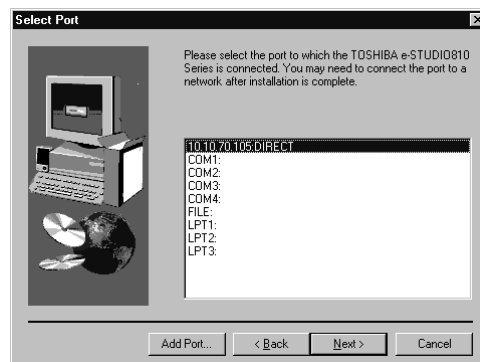 Select Port
Please select the port to which the TOSHIBA e-STUDIO810
Series is connected. You may need to connect the port to a
network after installation is complete.
10.10.70.105:DIRECT
COM1:
COM2:
COM3:
COM4:
FILE:
LPT1:
LPT2:
LPT3:
Add Port...
< Back
Next >
Cancel